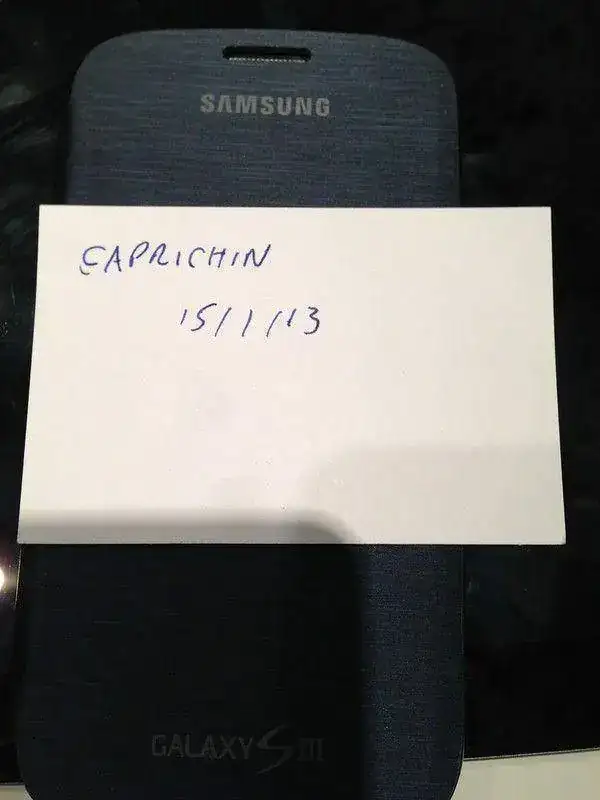 SAMSUNG
CAPRICHIN
15/1/13
GALAXY S III